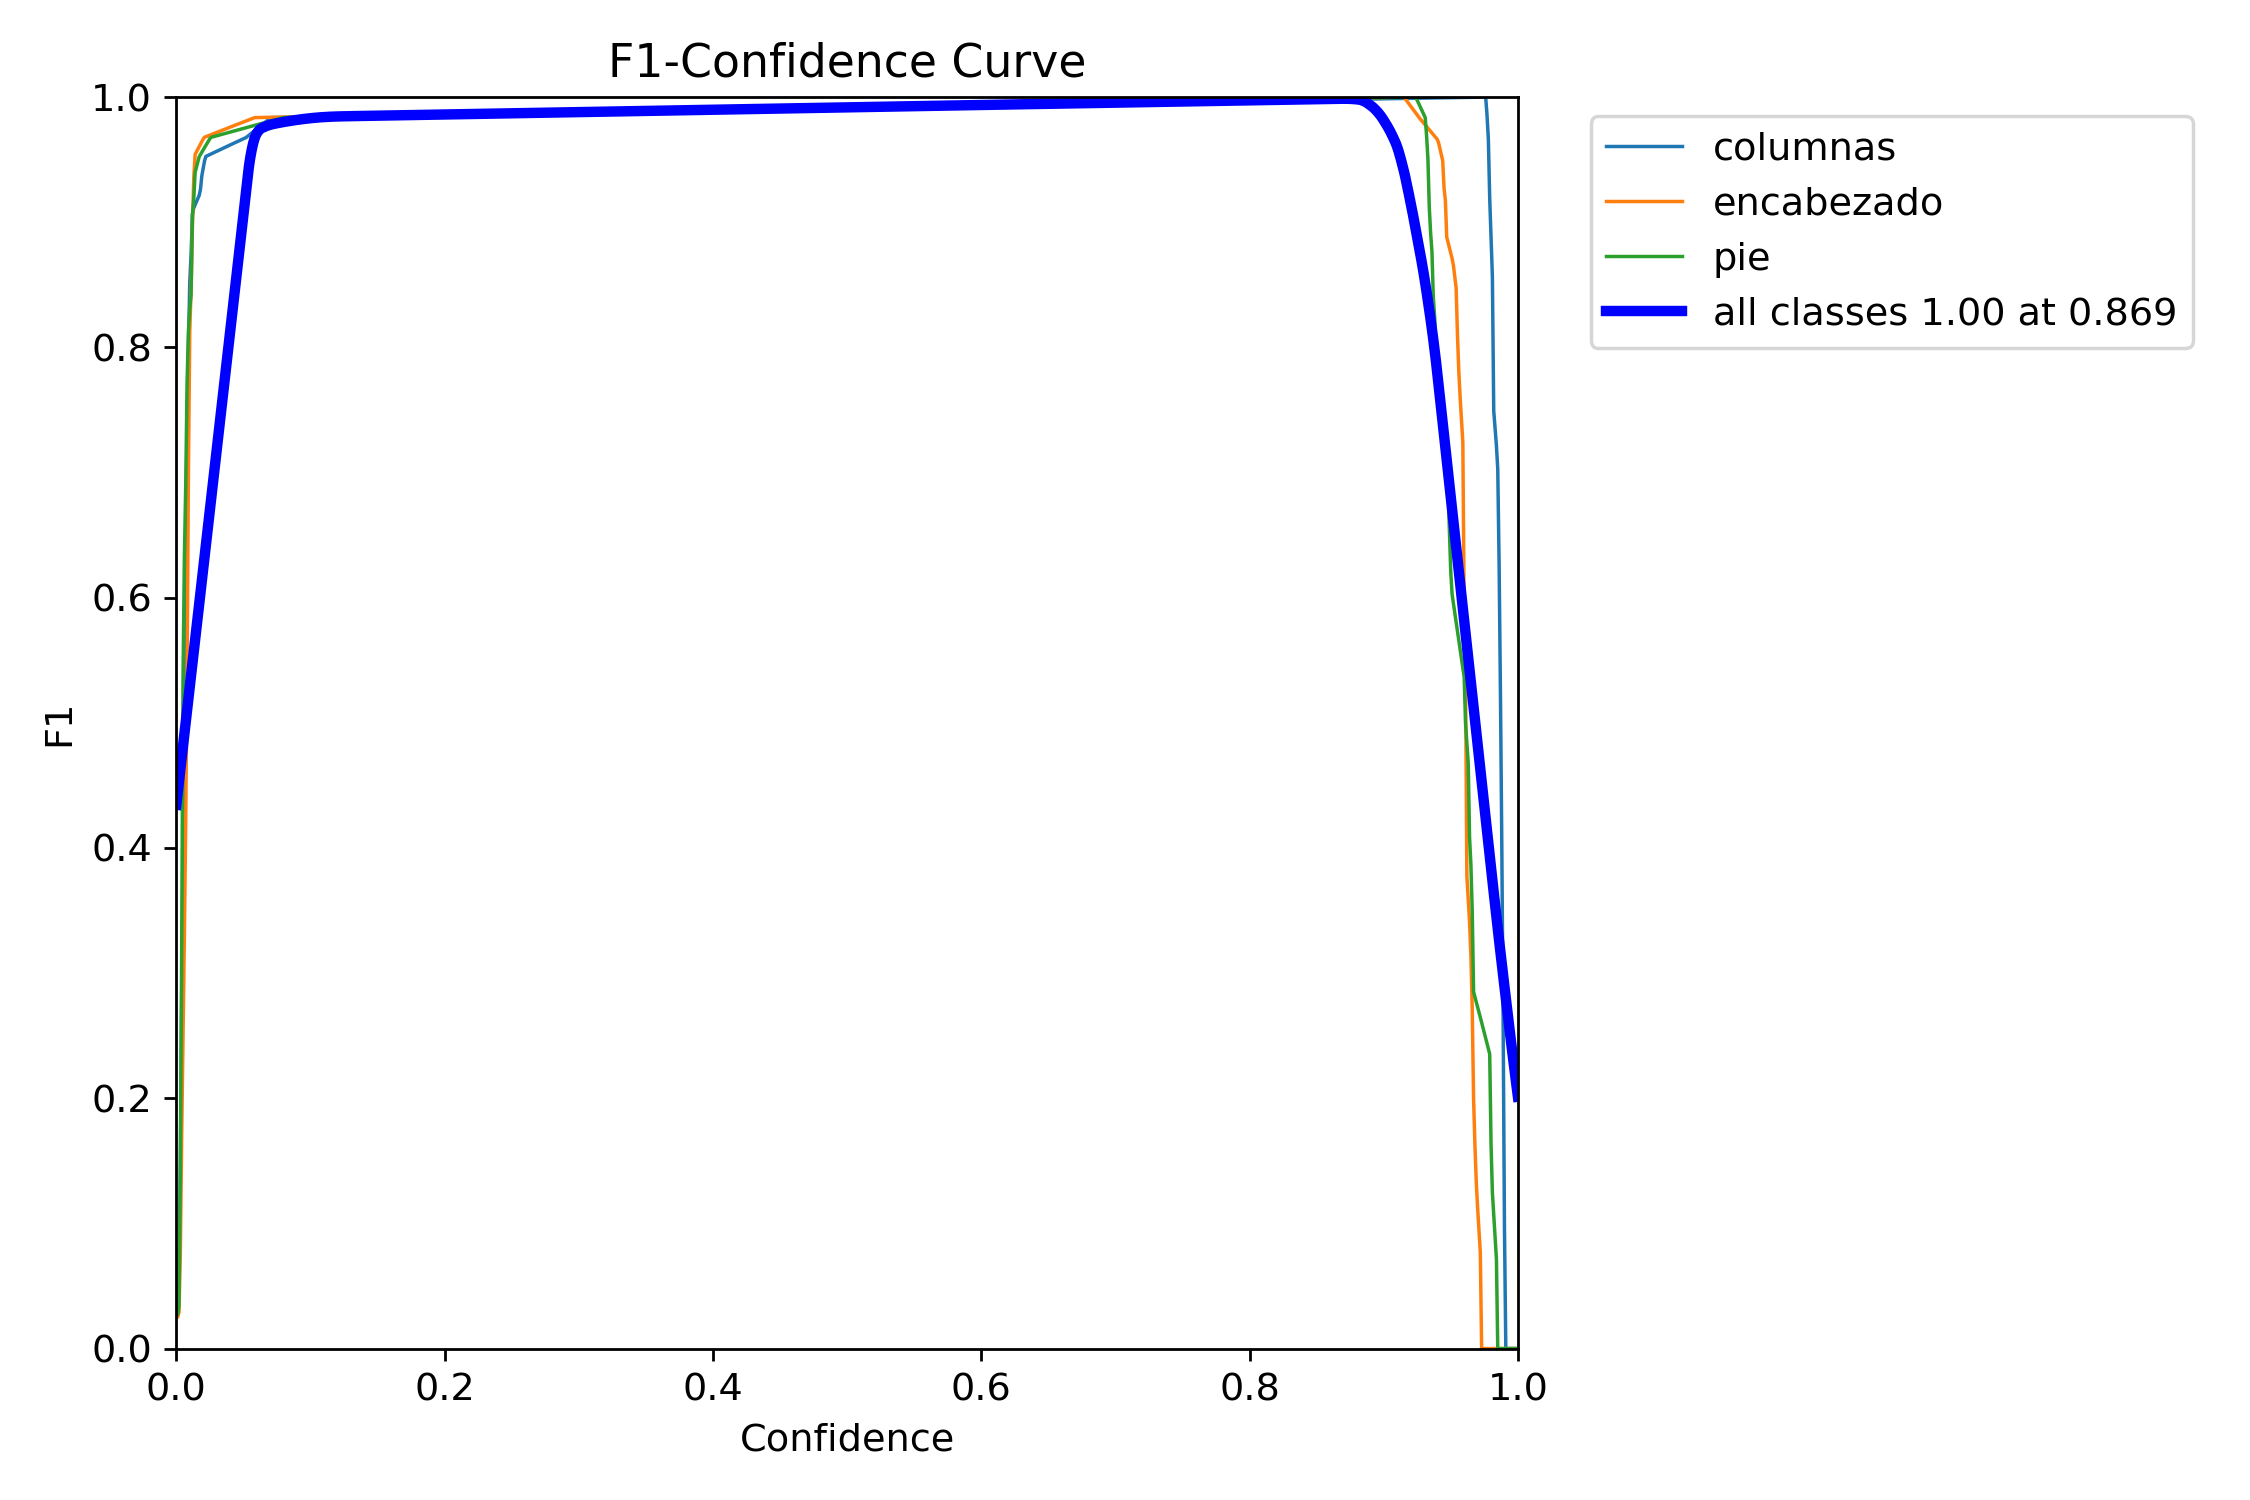 F1-Confidence Curve
1.0
0.8
0.6
0.4
0.2
0.0
F1
0.0 0.2 0.4 0.6 0.8 1.0
Confidence
columnas
encabezado
pie
all classes 1.00 at 0.869